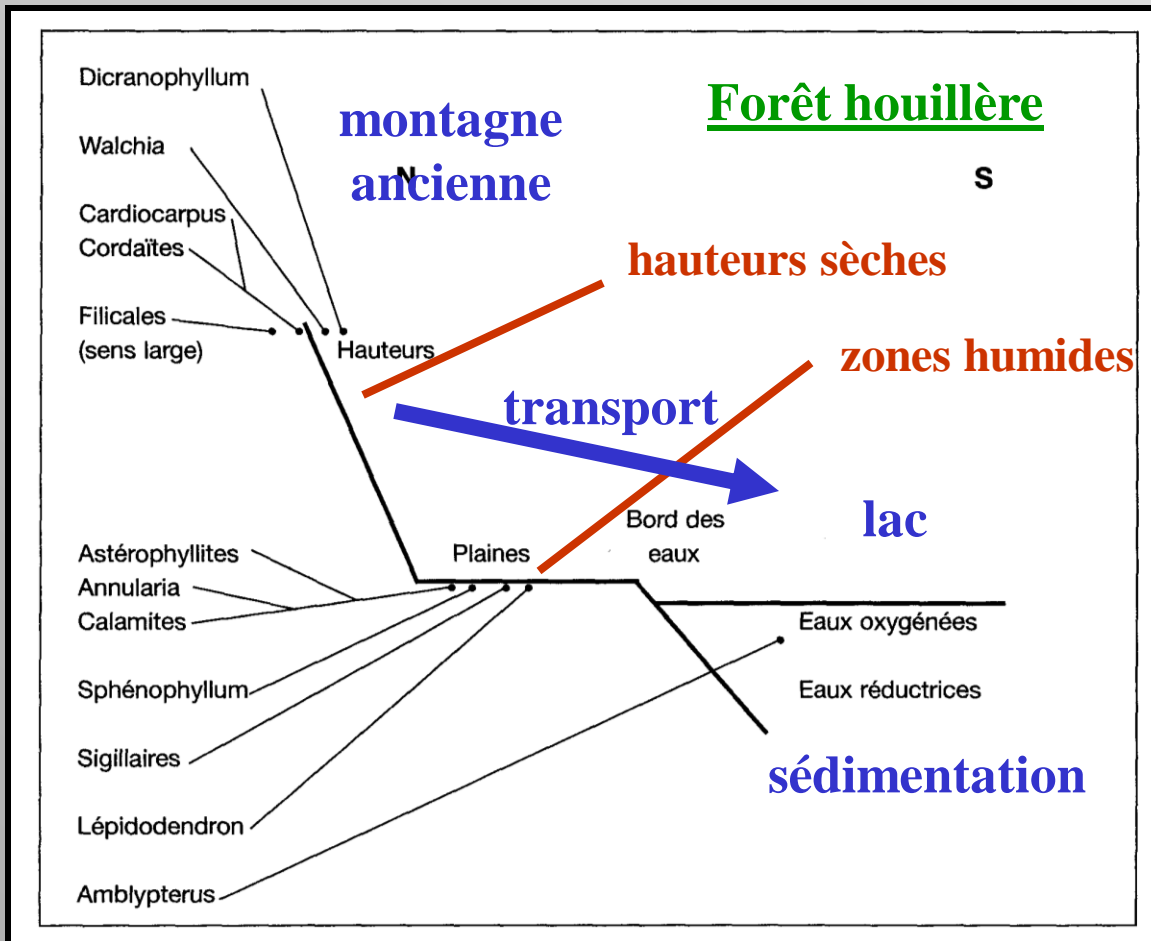 Dicranophyllum
montagne
Forêt houillère
Walchia
N
ancienne
S
Cardiocarpus
Cordaïtes
hauteurs sèches
Filicales
(sens large)
Hauteurs
zones humides
transport
lac
Bord des
eaux
Plaines
Astérophyllites
Annularia
Calamites
Eaux oxygénées
Sphénophyllum
Eaux réductrices
Sigillaires
sédimentation
Lépidodendron
Amblypterus